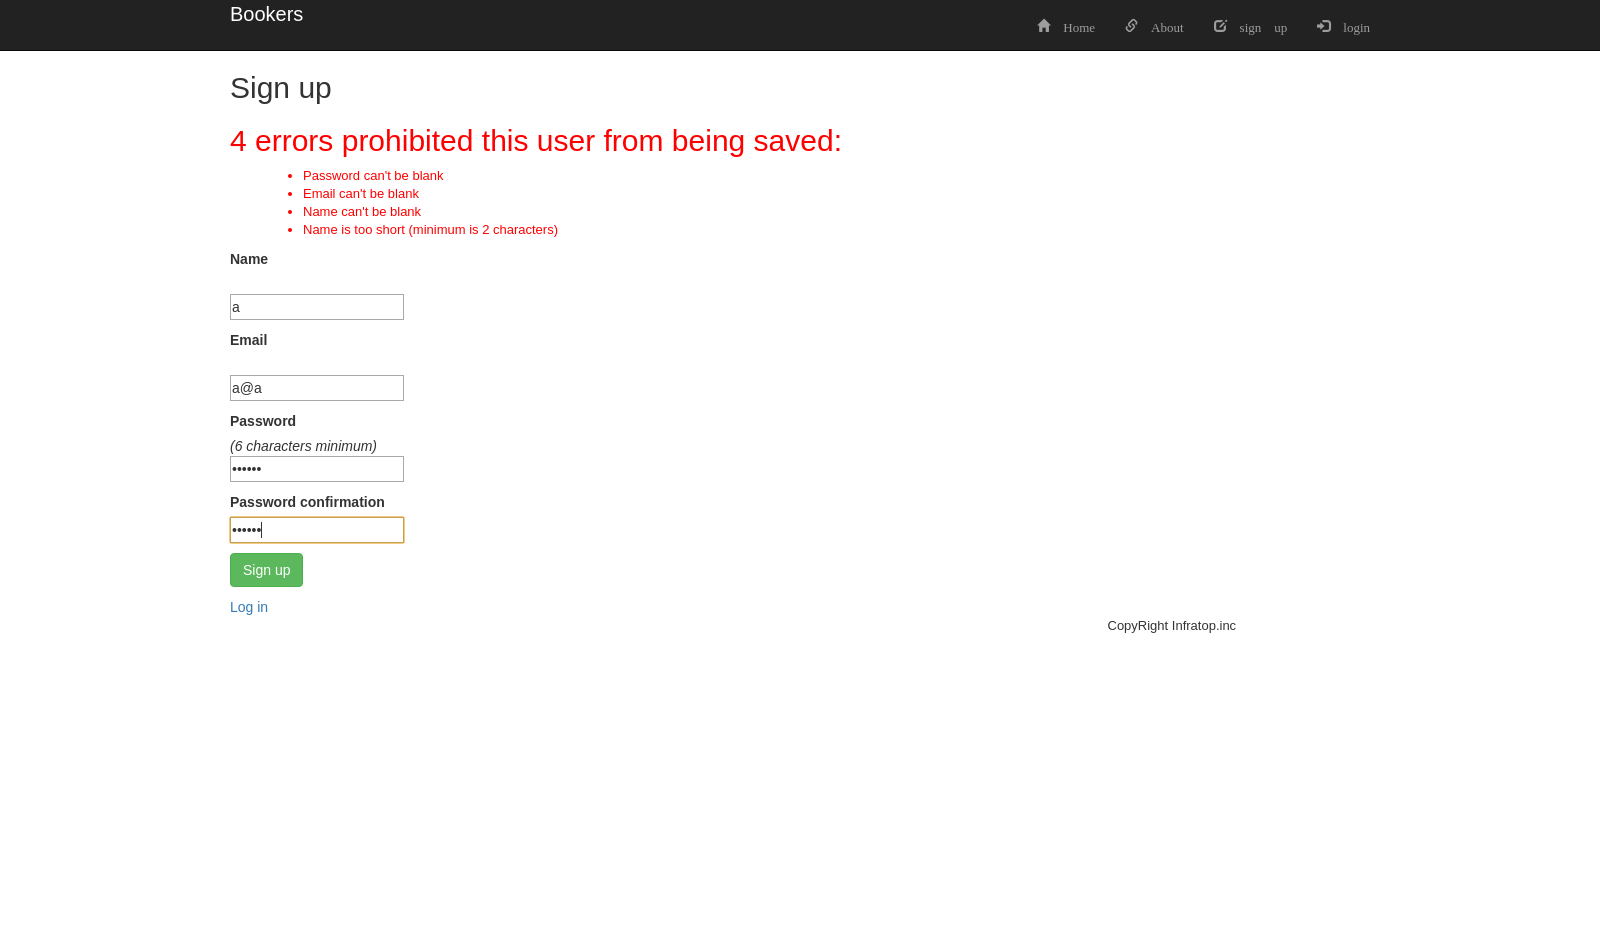 Bookers
Home About sign up login
Sign up
4 errors prohibited this user from being saved:
Password can't be blank
Email can't be blank
Name can't be blank
Name is too short (minimum is 2 characters)
Name
a
Email
a@a
Password
(6 characters minimum)
••••••
Password confirmation
••••••
Sign up
Log in
CopyRight Infratop.inc